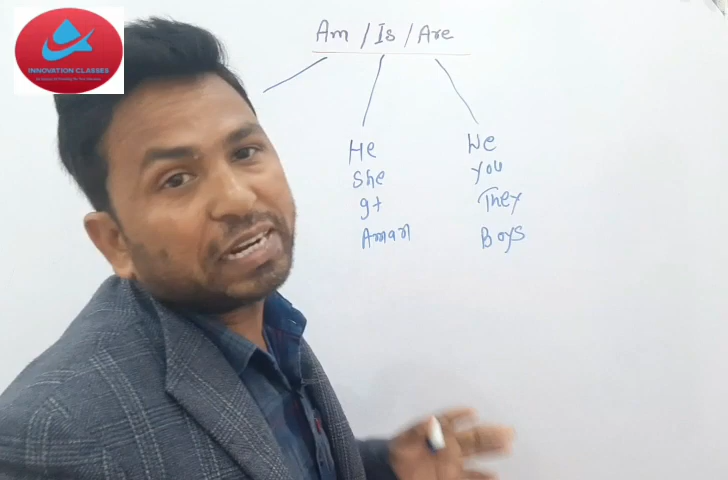 INNOVATION CLASSES
Am / Is / Are
He
She
It
Aman
We
You
They
Boys